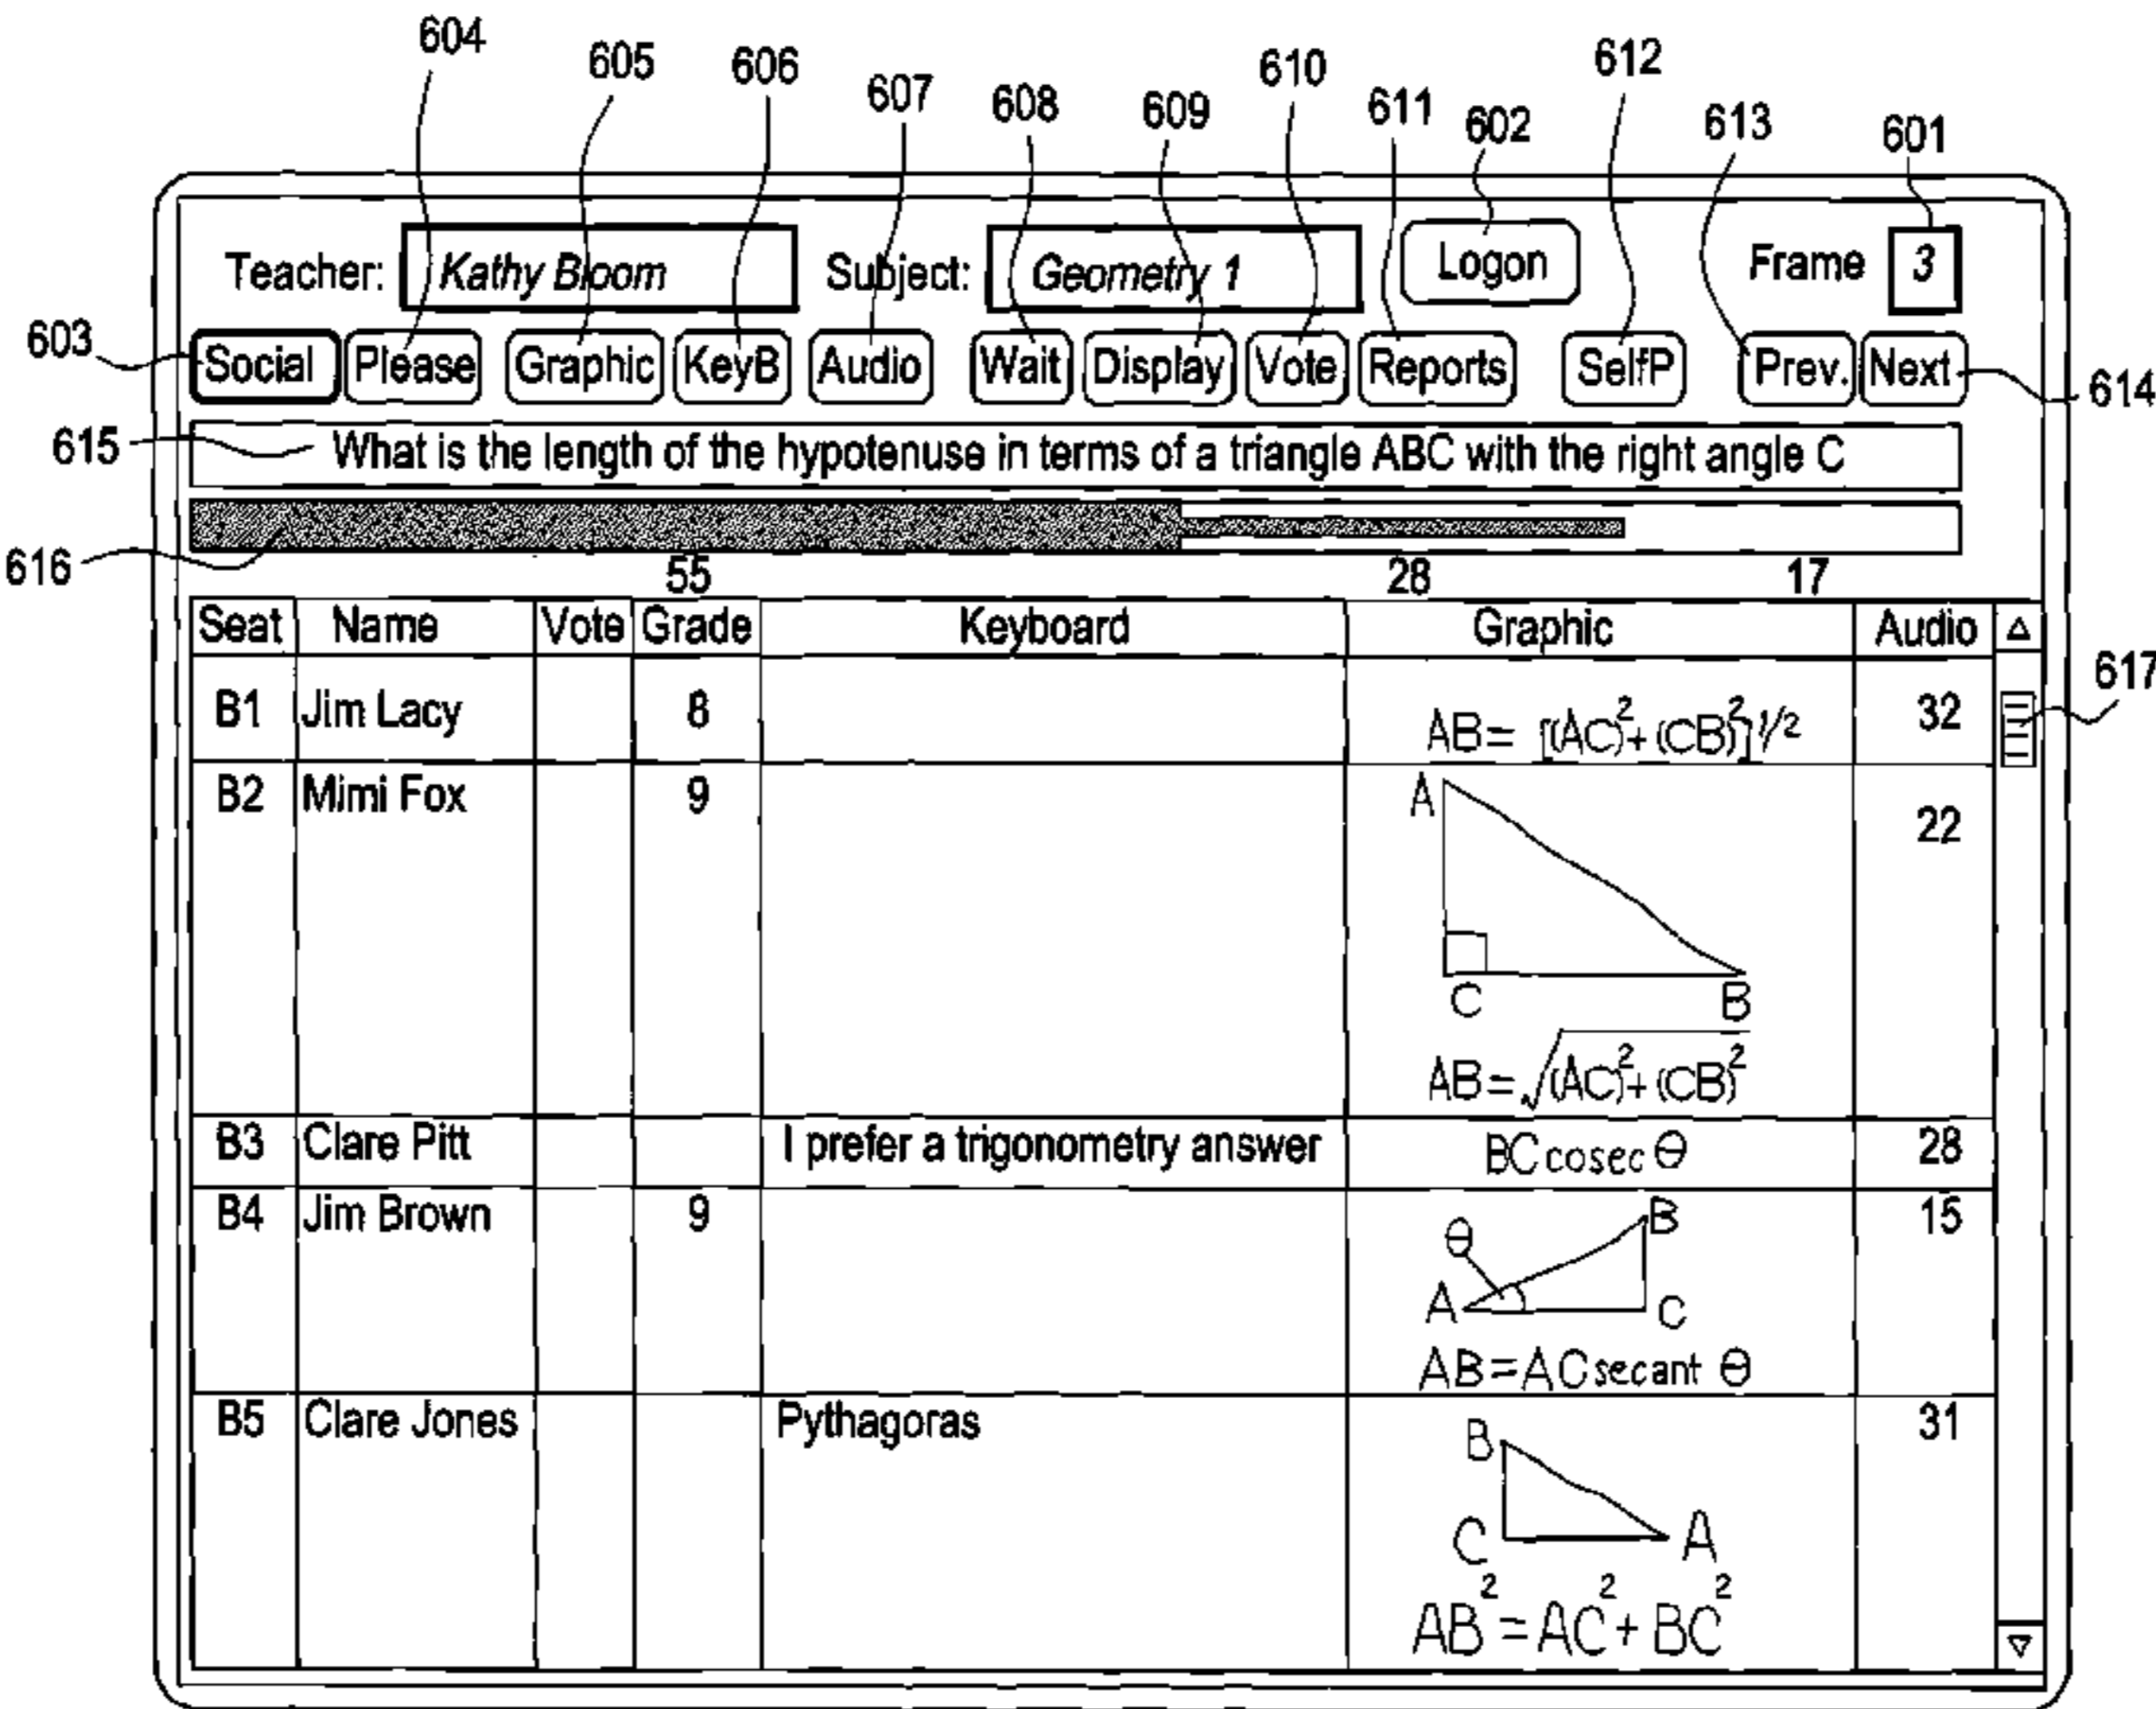 604
605
606
607
608
609
610
611
602
612
613
601
Teacher: Kathy Bloom Subject: Geometry 1 Logon Frame 3
603 Social Please Graphic KeyB Audio Wait Display Vote Reports SelfP Prev. Next 614
615 What is the length of the hypotenuse in terms of a triangle ABC with the right angle C
616
55 28 17
Seat Name Vote Grade Keyboard Graphic Audio
617
B1 Jim Lacy 8 AB = [(AC)²+(CB)²]^1/2 32
B2 Mimi Fox 9 A 22
C B
AB = √(AC)²+(CB)²
B3 Clare Pitt I prefer a trigonometry answer BC cosec θ 28
B4 Jim Brown 9 B 15
θ
A C
AB = AC secant θ
B5 Clare Jones Pythagoras B 31
C A
AB² = AC² + BC²